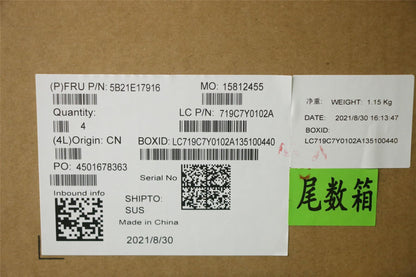 (P)FRU P/N: 5B21E17916
MO: 15812455
Quantity:
4
LC P/N: 719C7Y0102A
(4L)Origin: CN
BOXID: LC719C7Y0102A135100440
PO: 4501678363
Serial No
Inbound info
SHIPTO:
SUS
Made in China
2021/8/30
净重: WEIGHT: 1.15 Kg
DATE: 2021/8/30 16:13:47
BOXID:
LC719C7Y0102A135100440
尾数箱